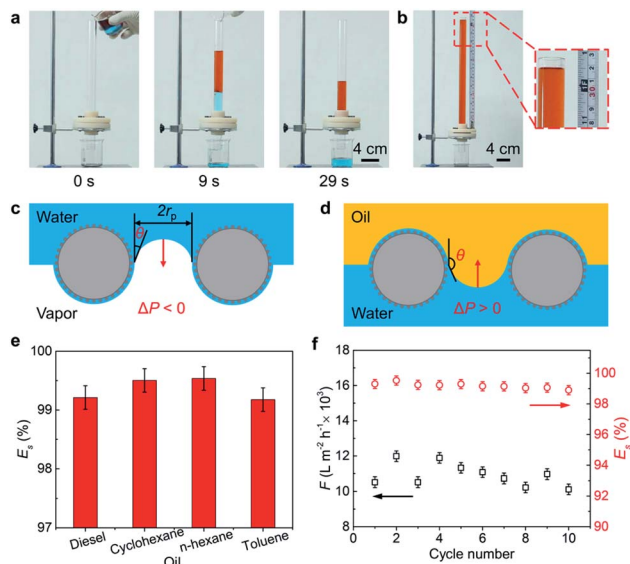 a
b
0 s
9 s
29 s
4 cm
4 cm
30
c
d
Water
2rp
θ
Vapor
ΔP < 0
Oil
θ
Water
ΔP > 0
e
f
100
99
98
97
Es (%)
Diesel
Cyclohexane
n-hexane
Toluene
Oil
18
16
14
12
10
8
F (L m⁻² h⁻¹ × 10³)
0
2
4
6
8
10
Cycle number
100
98
96
94
92
90
Es (%)